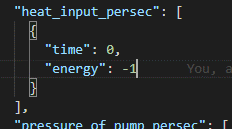 "heat_input_persec": [
{
"time": 0,
"energy": -1 You, a
}
],
"pressure_of_pump_persec": [